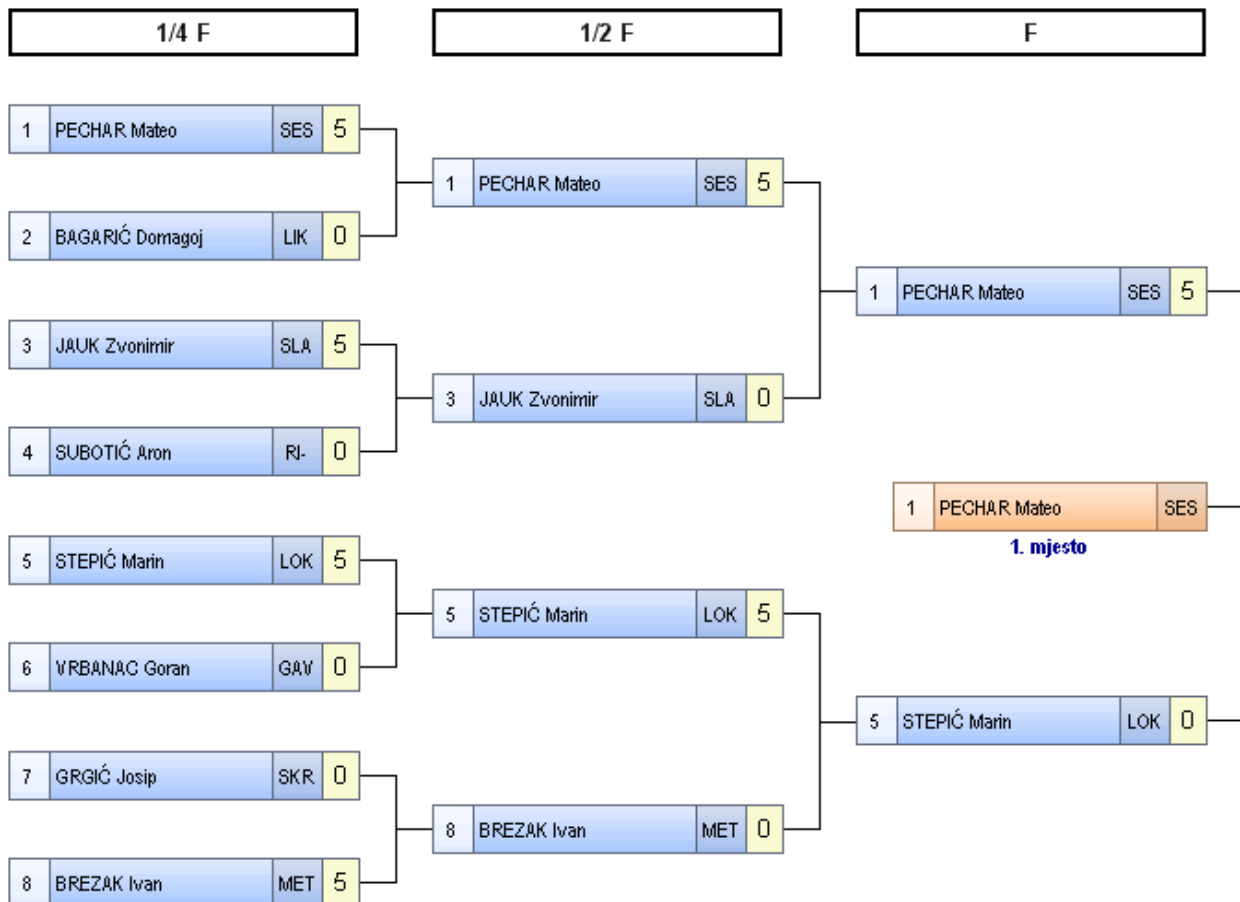 1/4 F 1/2 F F
1 PECHAR Mateo SES 5
1 PECHAR Mateo SES 5
2 BAGARIĆ Domagoj LIK 0
1 PECHAR Mateo SES 5
3 JAUK Zvonimir SLA 5
3 JAUK Zvonimir SLA 0
4 SUBOTIĆ Aron RJ- 0
1 PECHAR Mateo SES
1. mjesto
5 STEPIĆ Marin LOK 5
5 STEPIĆ Marin LOK 5
6 VRBANAC Goran GAV 0
5 STEPIĆ Marin LOK 0
7 GRGIĆ Josip SKR 0
8 BREZAK Ivan MET 0
8 BREZAK Ivan MET 5